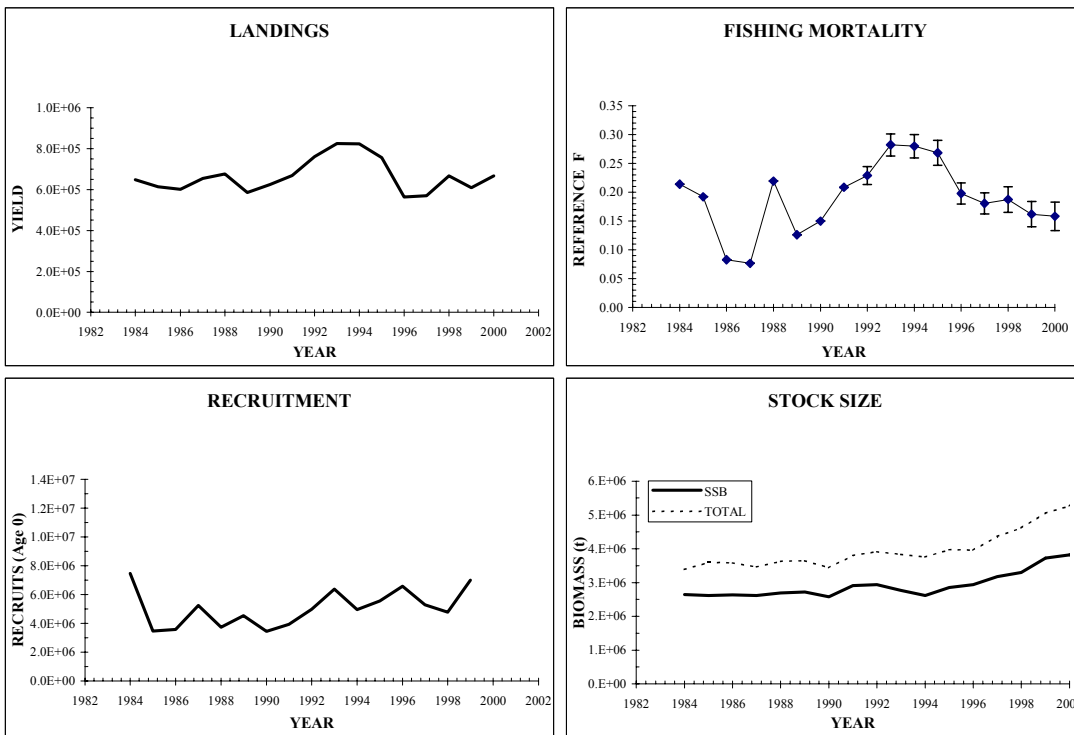 LANDINGS
1.0E+06
8.0E+05
6.0E+05
4.0E+05
2.0E+05
0.0E+00
YIELD
1982 1984 1986 1988 1990 1992 1994 1996 1998 2000 2002
YEAR
FISHING MORTALITY
0.35
0.30
0.25
0.20
0.15
0.10
0.05
0.00
REFERENCE F
1982 1984 1986 1988 1990 1992 1994 1996 1998 2000
YEAR
RECRUITMENT
1.4E+07
1.2E+07
1.0E+07
8.0E+06
6.0E+06
4.0E+06
2.0E+06
0.0E+00
RECRUITS (Age 0)
1982 1984 1986 1988 1990 1992 1994 1996 1998 2000 2002
YEAR
STOCK SIZE
6.E+06
5.E+06
4.E+06
3.E+06
2.E+06
1.E+06
0.E+00
BIOMASS (t)
SSB
TOTAL
1982 1984 1986 1988 1990 1992 1994 1996 1998 200
YEAR